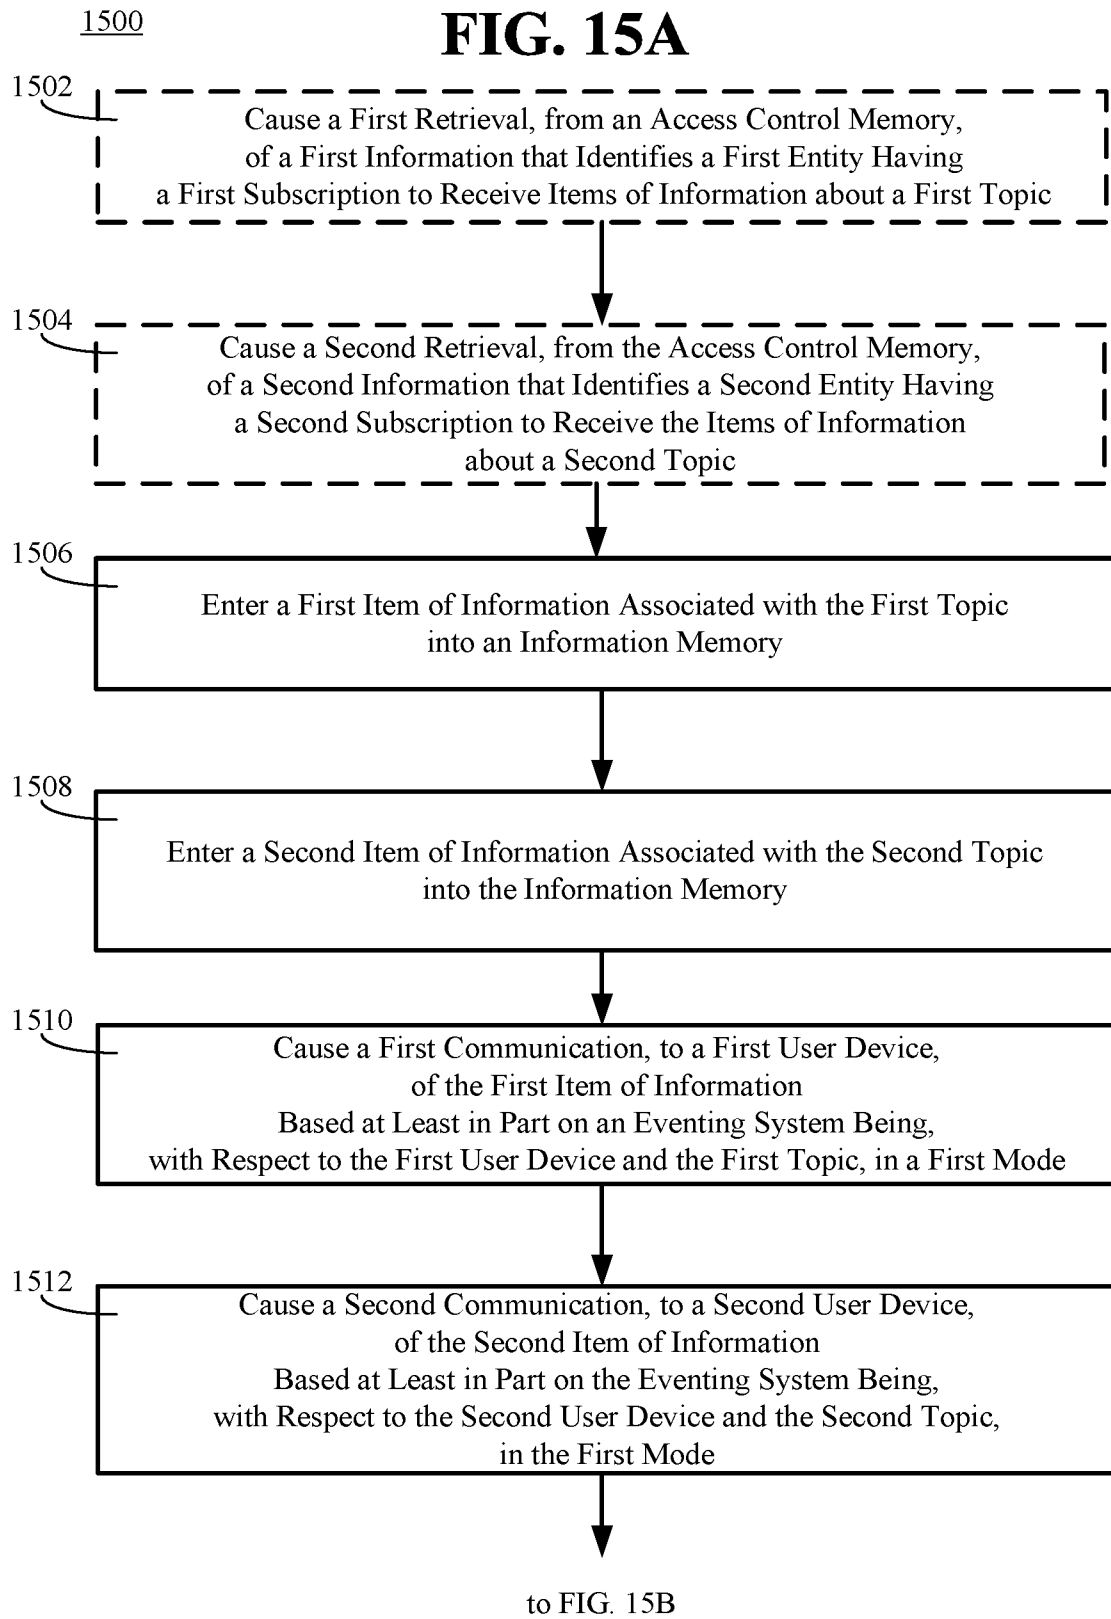 1500
FIG. 15A
1502
Cause a First Retrieval, from an Access Control Memory,
of a First Information that Identifies a First Entity Having
a First Subscription to Receive Items of Information about a First Topic
1504
Cause a Second Retrieval, from the Access Control Memory,
of a Second Information that Identifies a Second Entity Having
a Second Subscription to Receive the Items of Information
about a Second Topic
1506
Enter a First Item of Information Associated with the First Topic
into an Information Memory
1508
Enter a Second Item of Information Associated with the Second Topic
into the Information Memory
1510
Cause a First Communication, to a First User Device,
of the First Item of Information
Based at Least in Part on an Eventing System Being,
with Respect to the First User Device and the First Topic, in a First Mode
1512
Cause a Second Communication, to a Second User Device,
of the Second Item of Information
Based at Least in Part on the Eventing System Being,
with Respect to the Second User Device and the Second Topic,
in the First Mode
to FIG. 15B